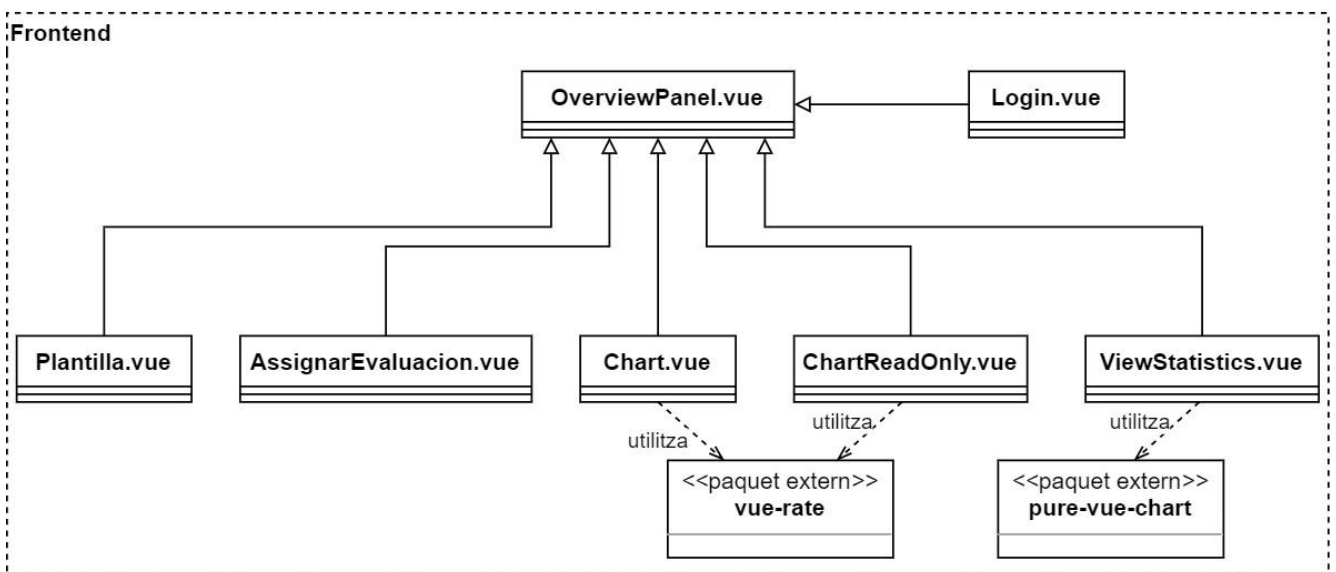 Frontend
OverviewPanel.vue
Login.vue
Plantilla.vue
AssignarEvaluacion.vue
Chart.vue
ChartReadOnly.vue
ViewStatistics.vue
utilitza
utilitza
utilitza
<<paquet extern>>
vue-rate
<<paquet extern>>
pure-vue-chart